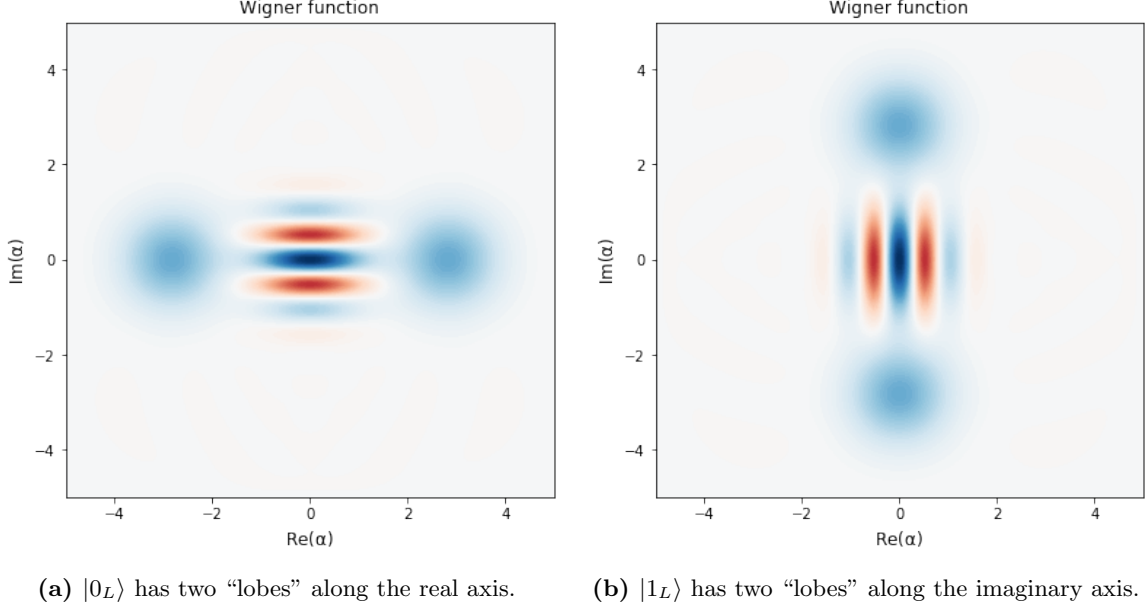 Wigner function
4
2
0
−2
−4
Im(α)
−4 −2 0 2 4
Re(α)
(a) |0_L⟩ has two “lobes” along the real axis.
Wigner function
4
2
0
−2
−4
Im(α)
−4 −2 0 2 4
Re(α)
(b) |1_L⟩ has two “lobes” along the imaginary axis.